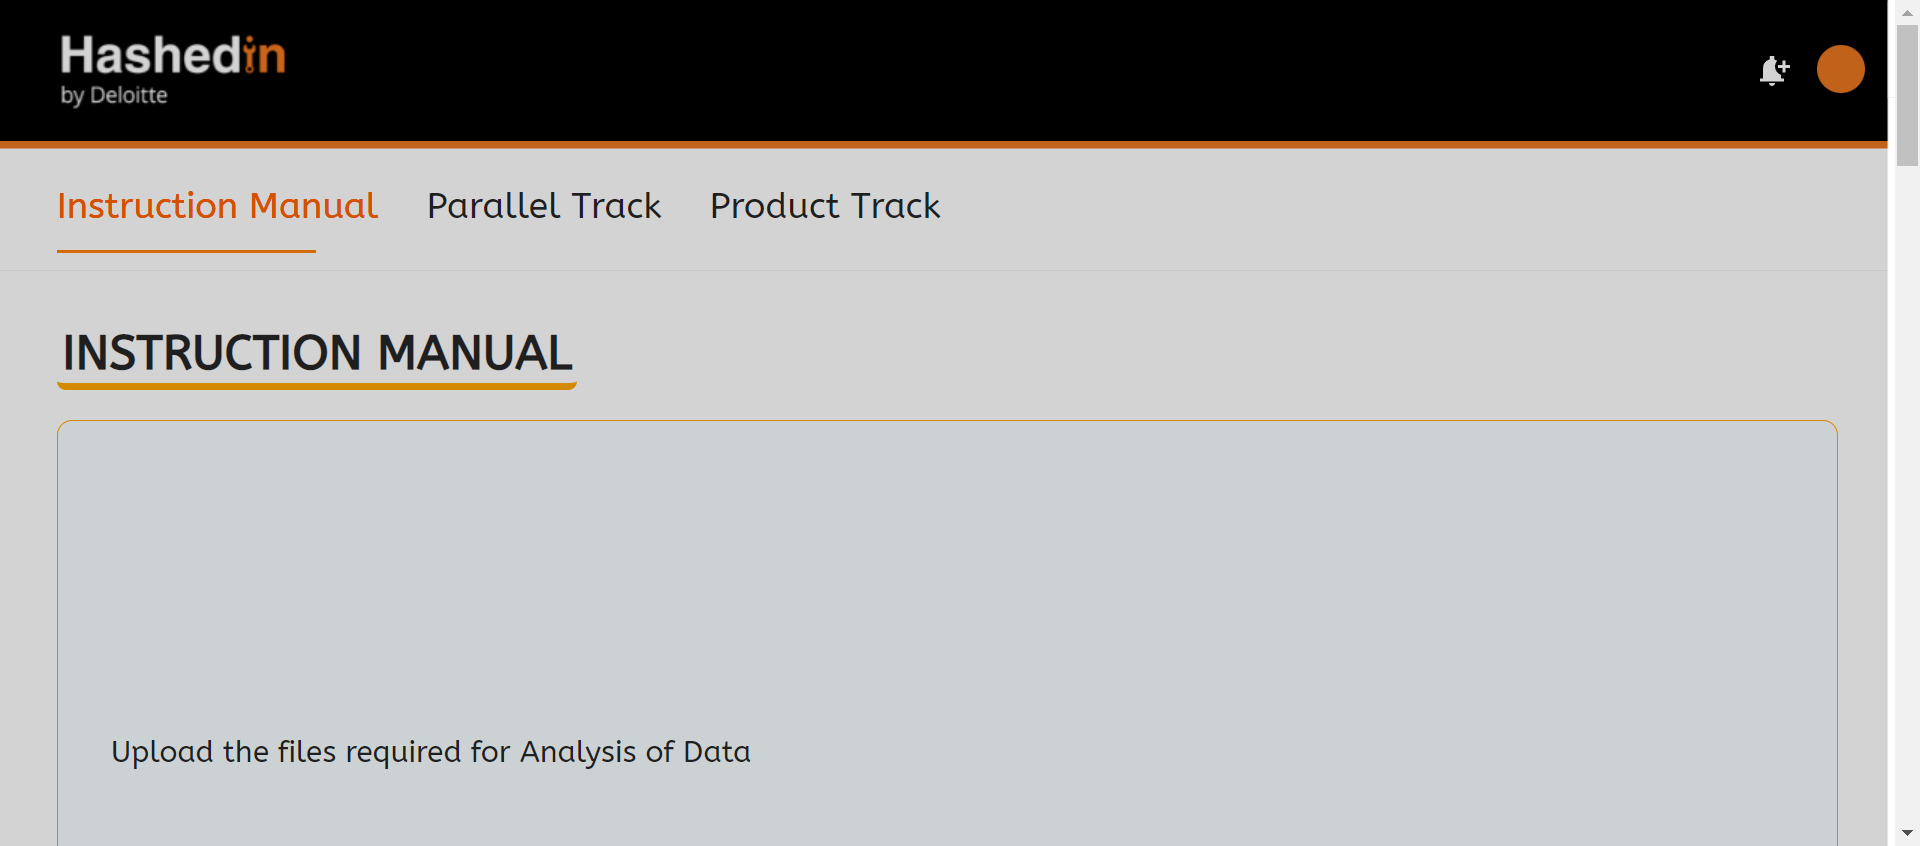 Hashedin
by Deloitte
Instruction Manual Parallel Track Product Track
INSTRUCTION MANUAL
Upload the files required for Analysis of Data